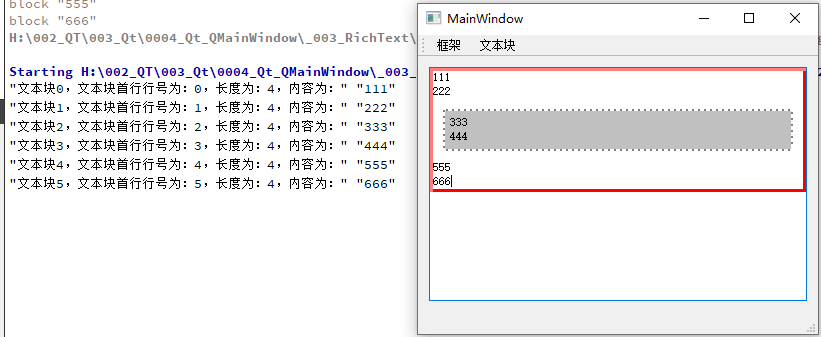 block "555"
block "666"
H:\002_QT\003_Qt\0004_Qt_QMainWindow\_003_RichText\
Starting H:\002_QT\003_Qt\0004_Qt_QMainWindow\_003_
"文本块0，文本块首行行号为：0，长度为：4，内容为：" "111"
"文本块1，文本块首行行号为：1，长度为：4，内容为：" "222"
"文本块2，文本块首行行号为：2，长度为：4，内容为：" "333"
"文本块3，文本块首行行号为：3，长度为：4，内容为：" "444"
"文本块4，文本块首行行号为：4，长度为：4，内容为：" "555"
"文本块5，文本块首行行号为：5，长度为：4，内容为：" "666"
MainWindow
框架 文本块
111
222
333
444
555
666